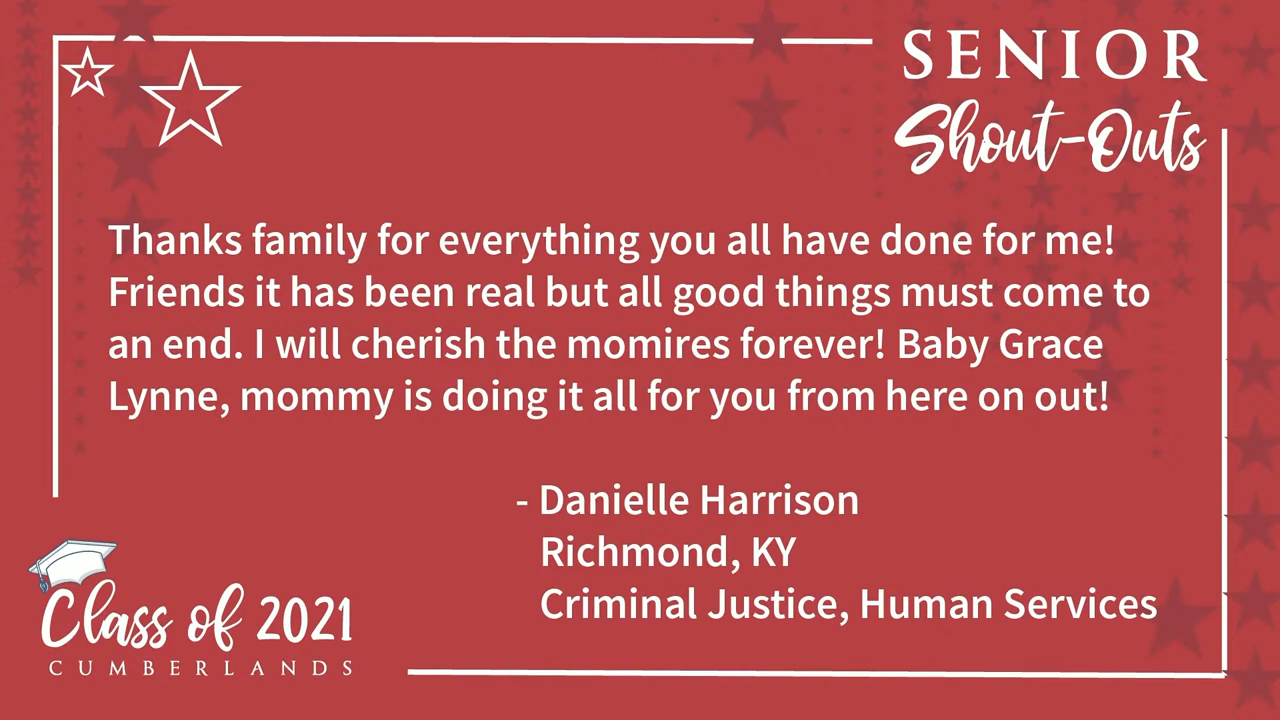 SENIOR
Shout-Outs
Thanks family for everything you all have done for me!
Friends it has been real but all good things must come to
an end. I will cherish the momires forever! Baby Grace
Lynne, mommy is doing it all for you from here on out!
- Danielle Harrison
Richmond, KY
Criminal Justice, Human Services
Class of 2021
CUMBERLANDS